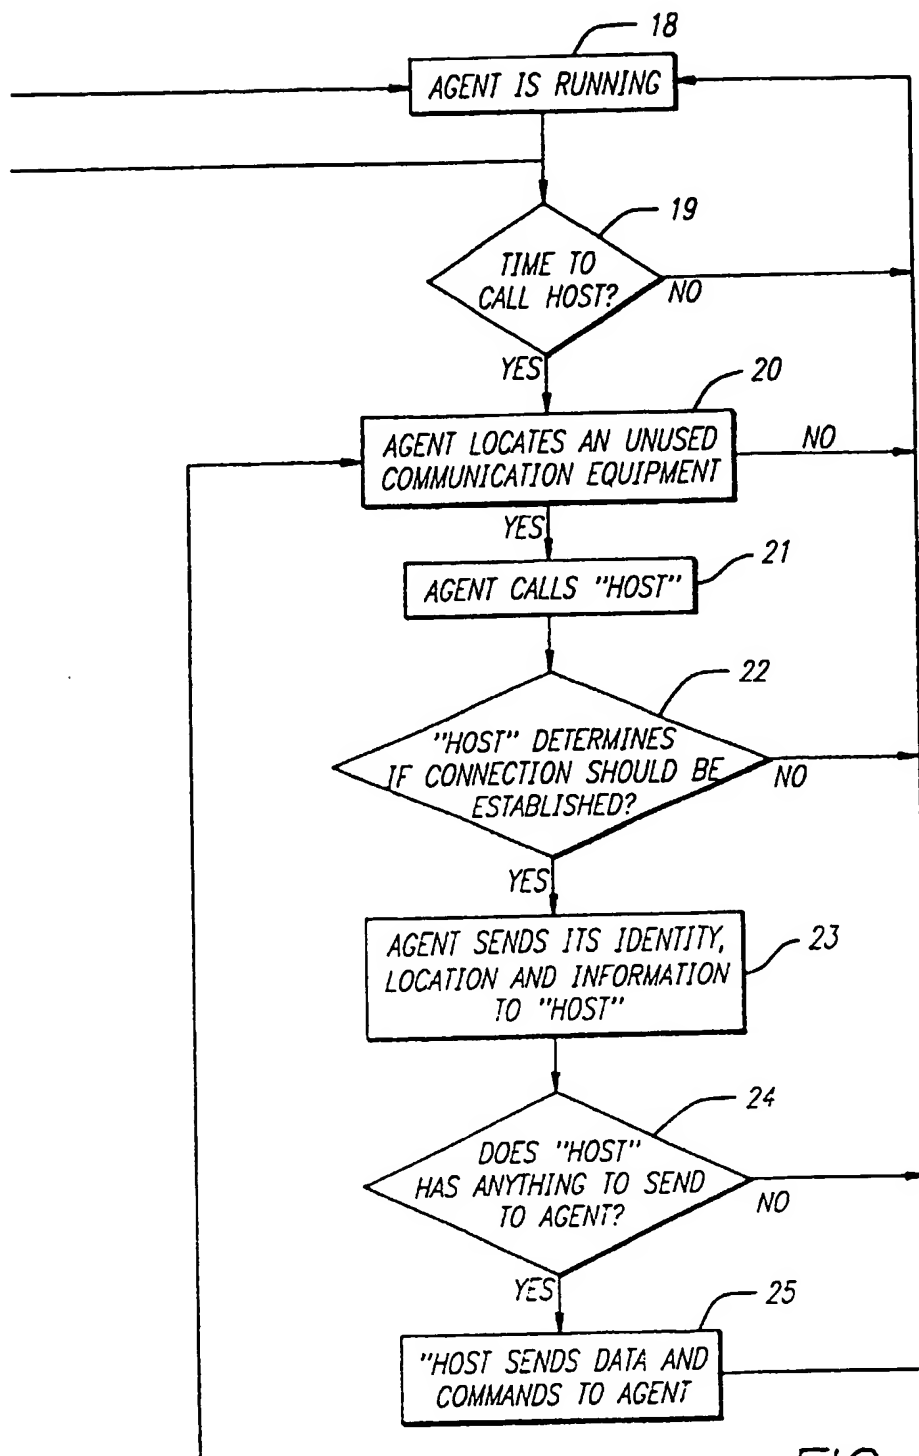 18
AGENT IS RUNNING
19
TIME TO
CALL HOST?
NO
YES
20
AGENT LOCATES AN UNUSED
COMMUNICATION EQUIPMENT
NO
YES
21
AGENT CALLS "HOST"
22
"HOST" DETERMINES
IF CONNECTION SHOULD BE
ESTABLISHED?
NO
YES
23
AGENT SENDS ITS IDENTITY,
LOCATION AND INFORMATION
TO "HOST"
24
DOES "HOST"
HAS ANYTHING TO SEND
TO AGENT?
NO
YES
25
"HOST SENDS DATA AND
COMMANDS TO AGENT